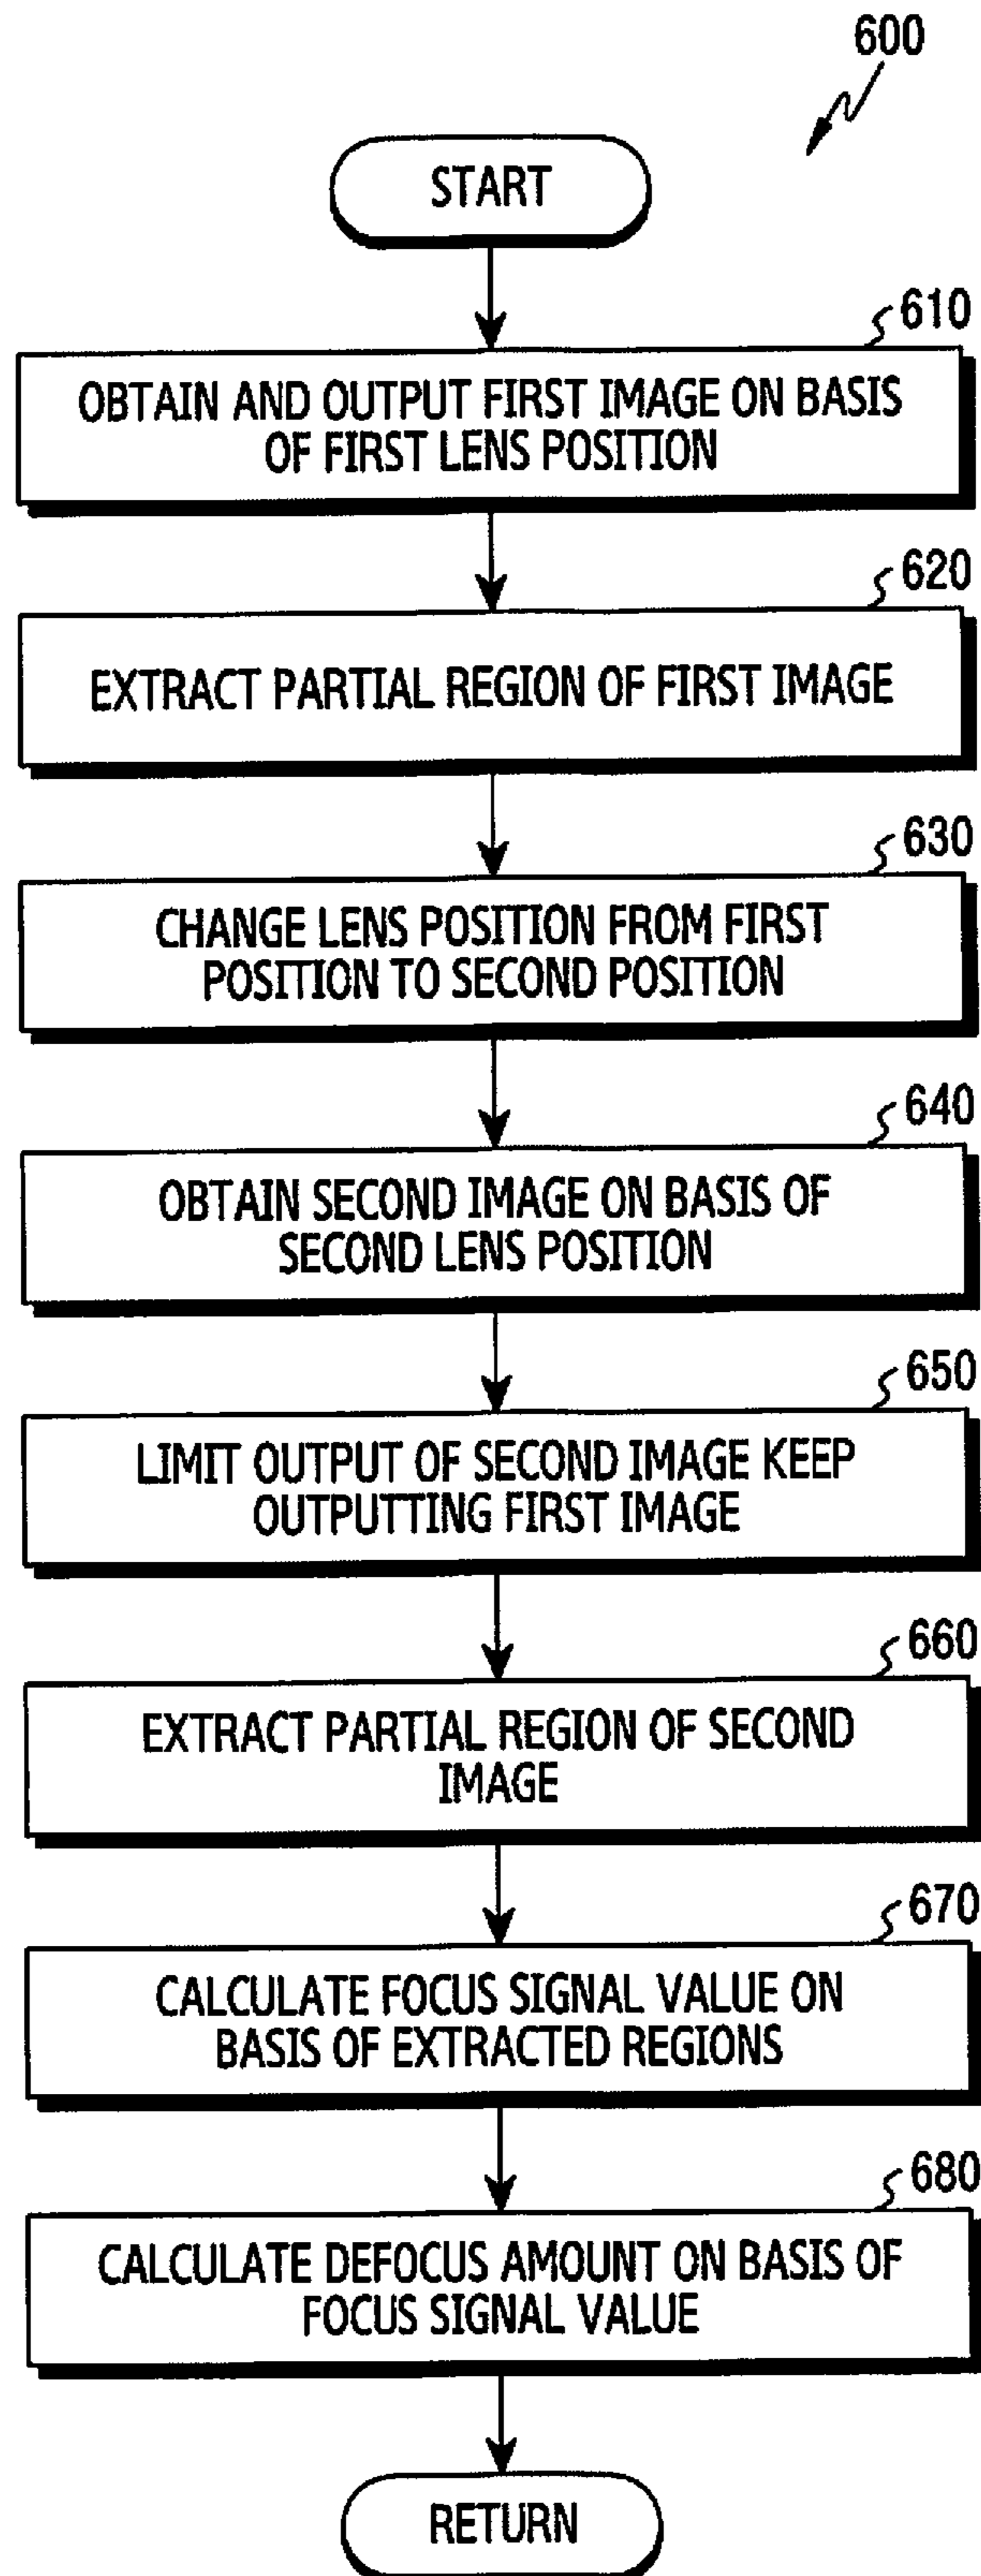 600
START
610
OBTAIN AND OUTPUT FIRST IMAGE ON BASIS
OF FIRST LENS POSITION
620
EXTRACT PARTIAL REGION OF FIRST IMAGE
630
CHANGE LENS POSITION FROM FIRST
POSITION TO SECOND POSITION
640
OBTAIN SECOND IMAGE ON BASIS OF
SECOND LENS POSITION
650
LIMIT OUTPUT OF SECOND IMAGE KEEP
OUTPUTTING FIRST IMAGE
660
EXTRACT PARTIAL REGION OF SECOND
IMAGE
670
CALCULATE FOCUS SIGNAL VALUE ON
BASIS OF EXTRACTED REGIONS
680
CALCULATE DEFOCUS AMOUNT ON BASIS OF
FOCUS SIGNAL VALUE
RETURN